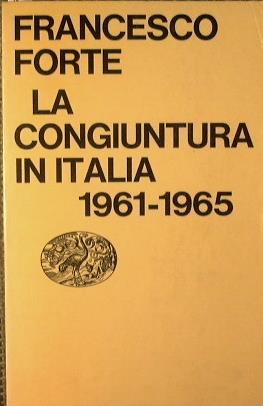 FRANCESCO
FORTE
LA
CONGIUNTURA
IN ITALIA
1961-1965